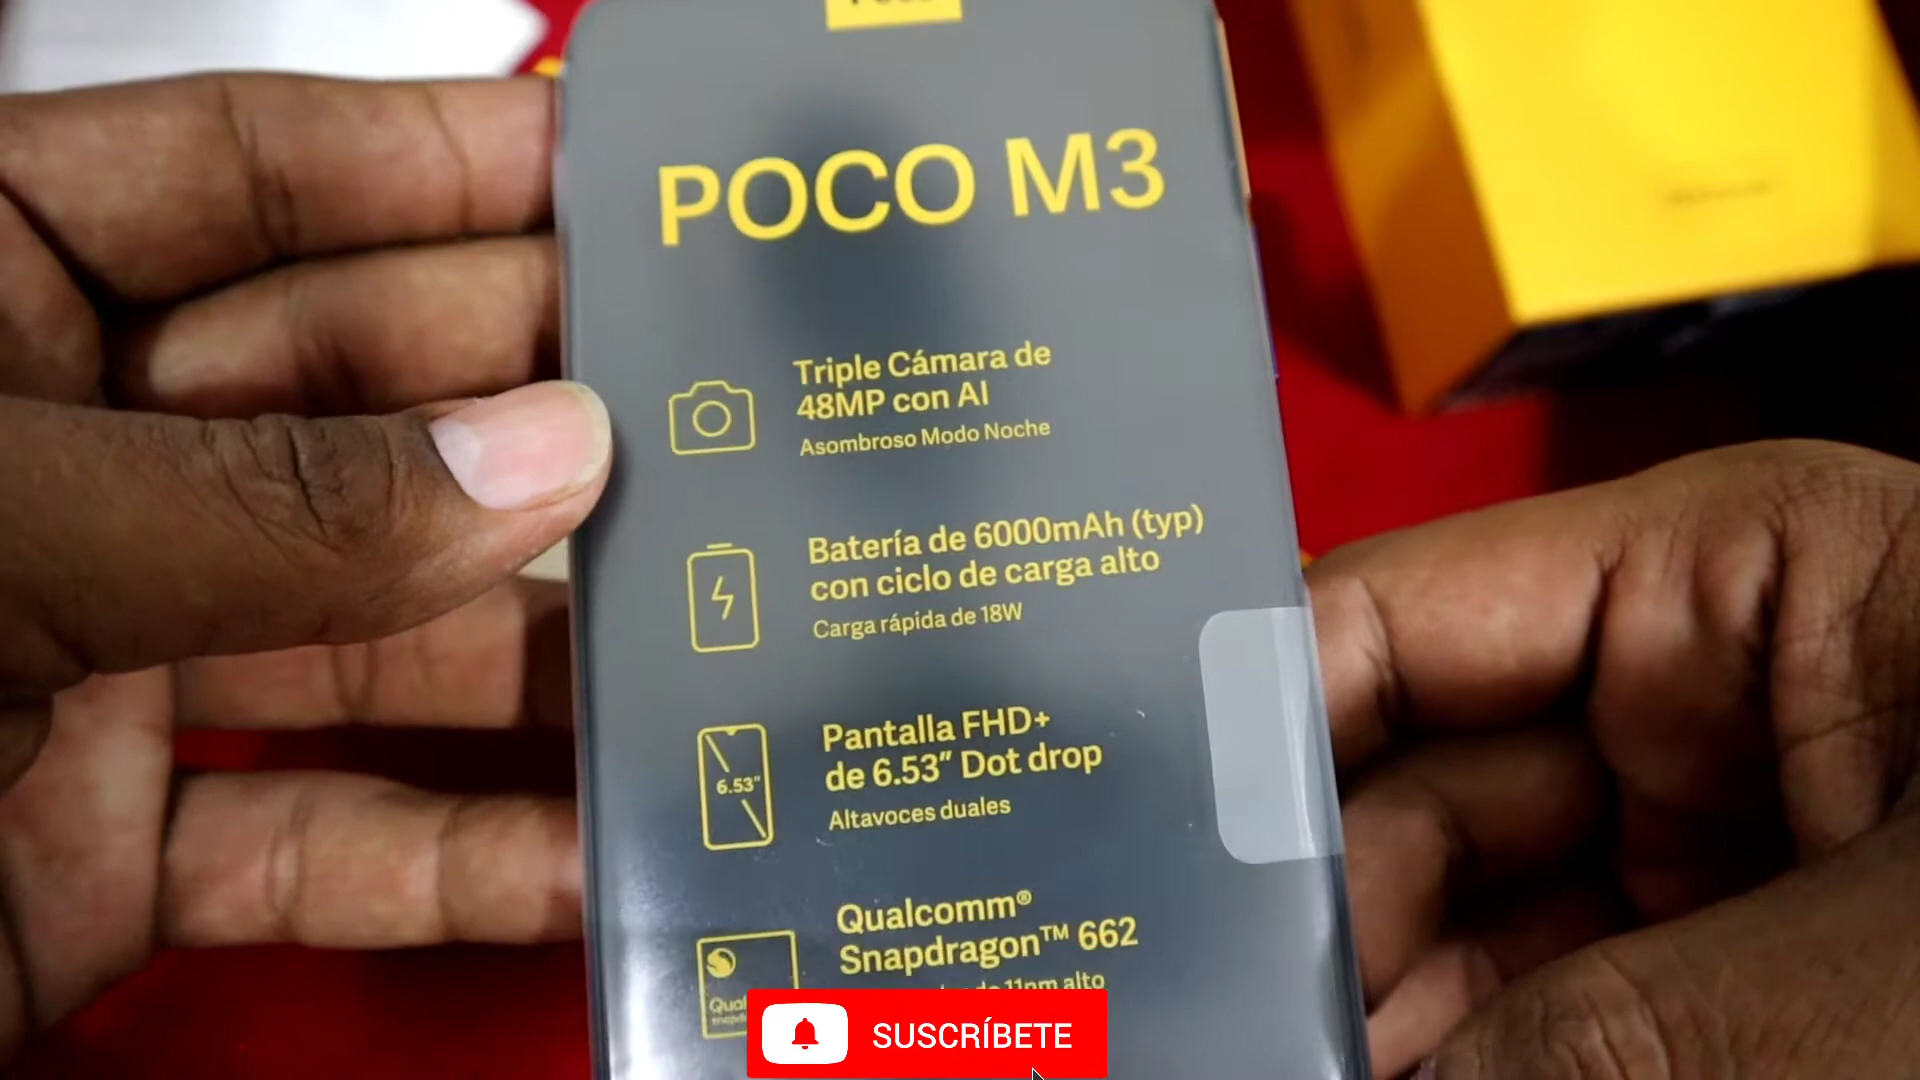 POCO M3
Triple Cámara de
48MP con AI
Asombroso Modo Noche
Batería de 6000mAh (typ)
con ciclo de carga alto
Carga rápida de 18W
Pantalla FHD+
de 6.53" Dot drop
6.53"
Altavoces duales
Qualcomm®
Snapdragon™ 662
11nm alto
SUSCRÍBETE